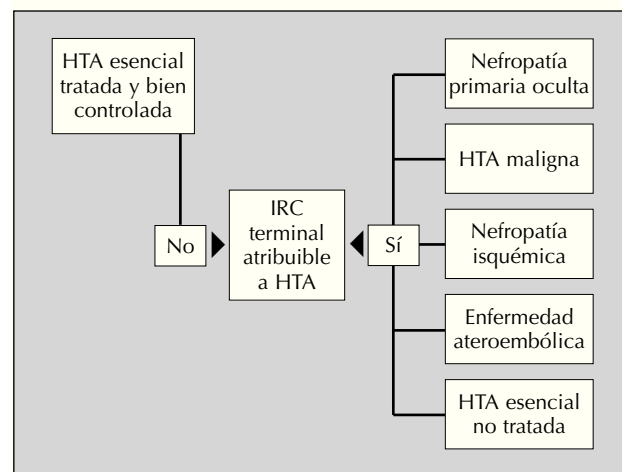 HTA esencial
tratada y bien
controlada
No
IRC
terminal
atribuible
a HTA
Sí
Nefropatía
primaria oculta
HTA maligna
Nefropatía
isquémica
Enfermedad
ateroembólica
HTA esencial
no tratada